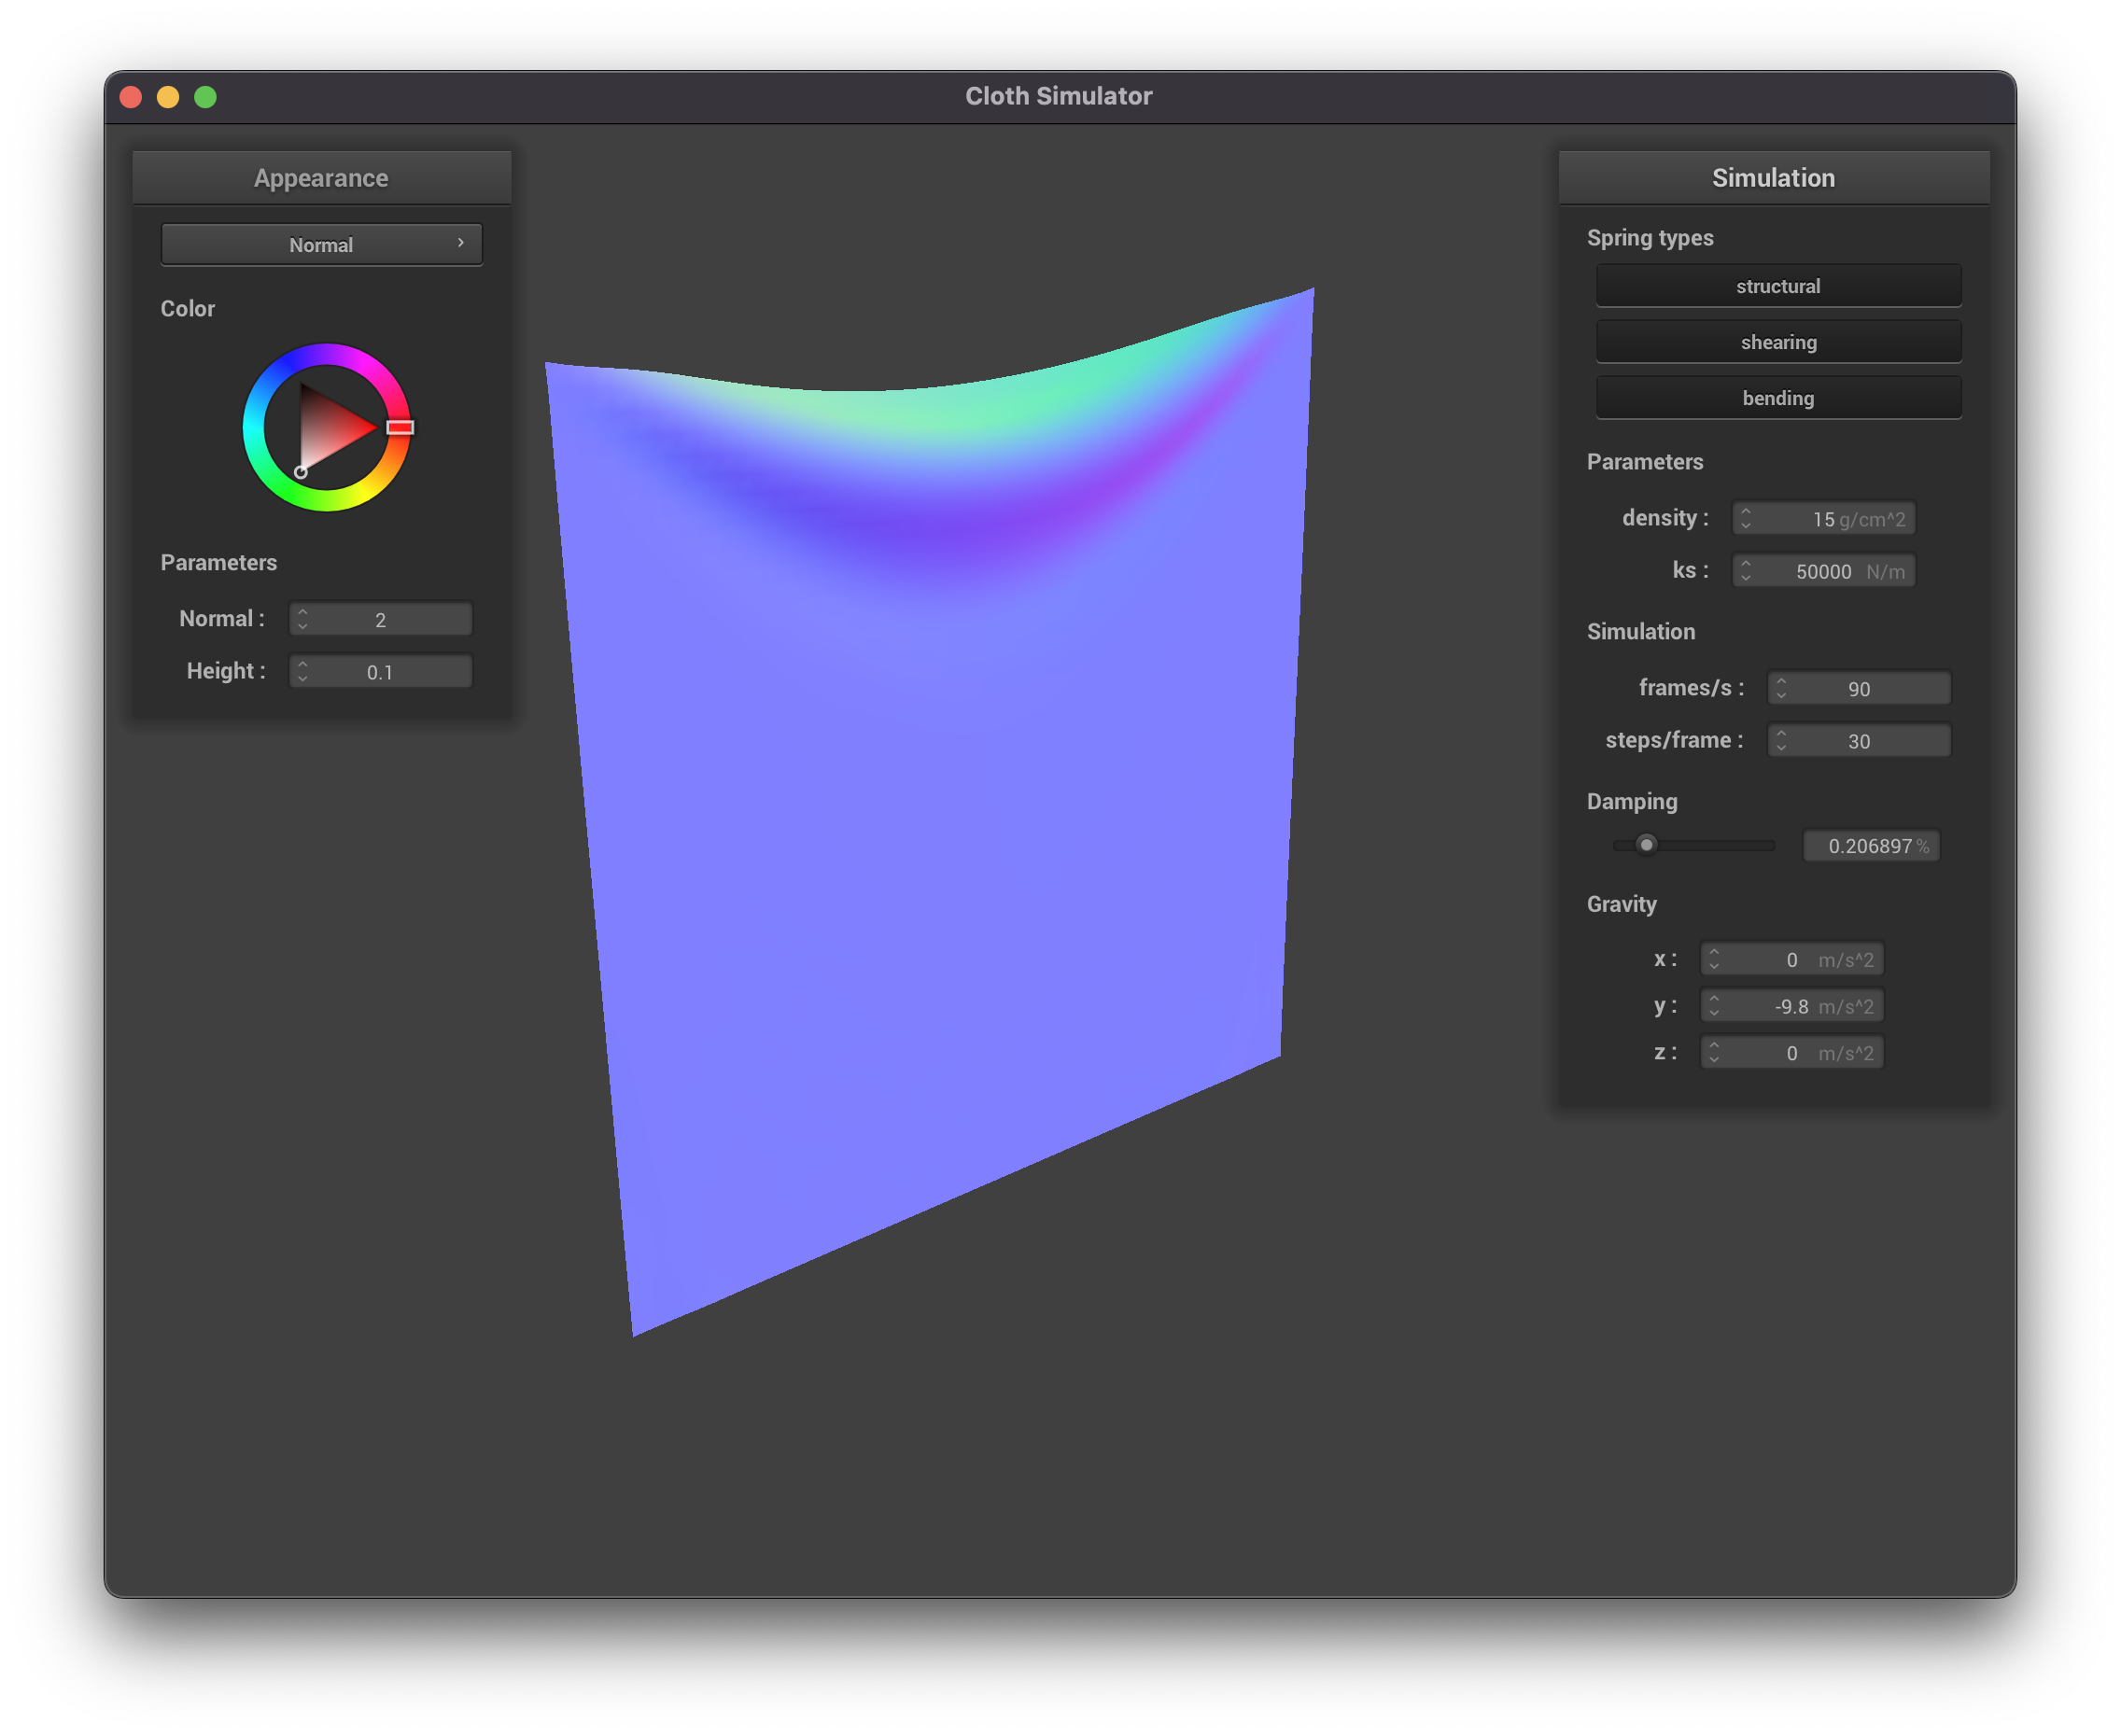 Cloth Simulator
Appearance
Normal
Color
Parameters
Normal : 2
Height : 0.1
Simulation
Spring types
structural
shearing
bending
Parameters
density : 15 g/cm^2
ks : 50000 N/m
Simulation
frames/s : 90
steps/frame : 30
Damping
0.206897 %
Gravity
x : 0 m/s^2
y : -9.8 m/s^2
z : 0 m/s^2